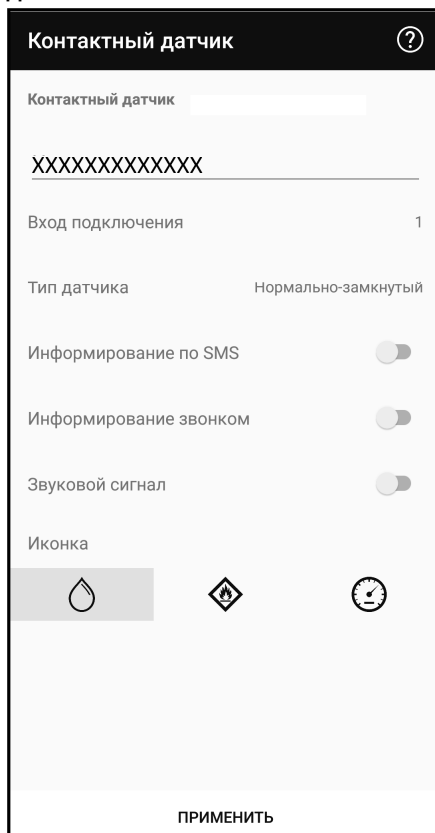 Контактный датчик ?
Контактный датчик
XXXXXXXXXXXXX
Вход подключения 1
Тип датчика Нормально-замкнутый
Информирование по SMS
Информирование звонком
Звуковой сигнал
Иконка
ПРИМЕНИТЬ